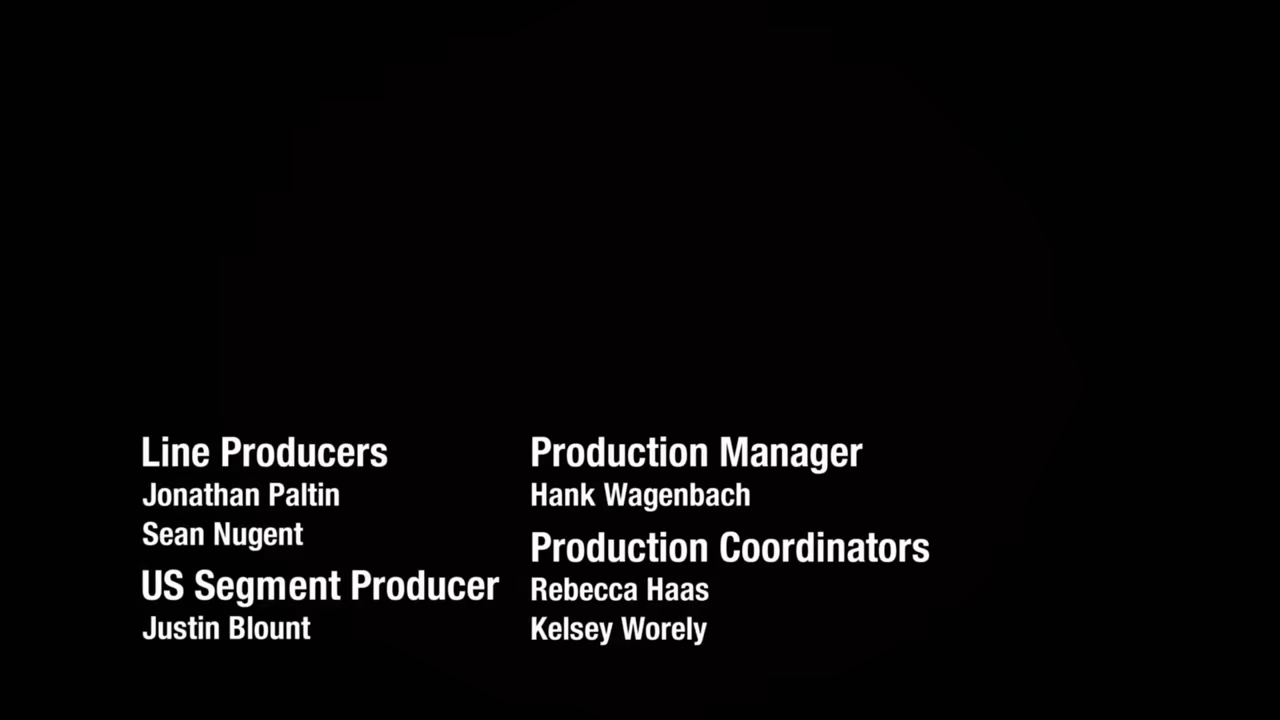 Line Producers
Jonathan Paltin
Sean Nugent
US Segment Producer
Justin Blount
Production Manager
Hank Wagenbach
Production Coordinators
Rebecca Haas
Kelsey Worely